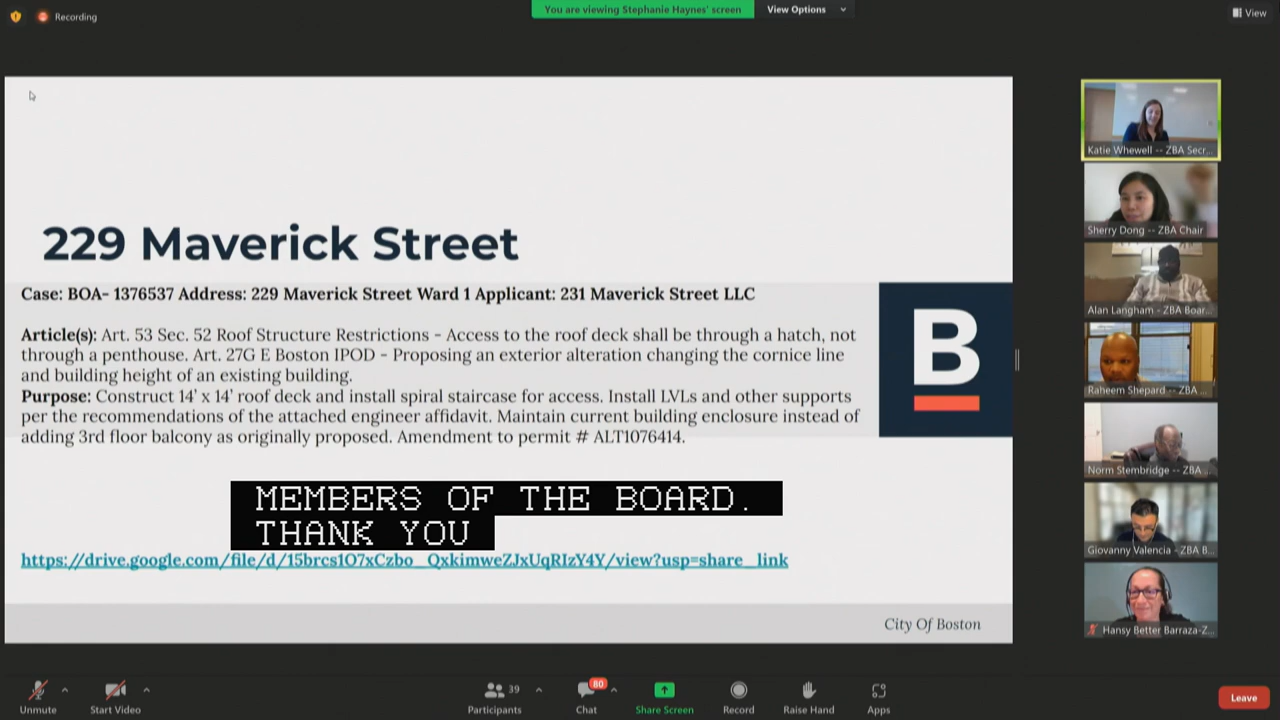 Recording
You are viewing Stephanie Haynes' screen
View Options
View
229 Maverick Street
Case: BOA- 1376537 Address: 229 Maverick Street Ward 1 Applicant: 231 Maverick Street LLC
Article(s): Art. 53 Sec. 52 Roof Structure Restrictions - Access to the roof deck shall be through a hatch, not
through a penthouse. Art. 27G E Boston IPOD - Proposing an exterior alteration changing the cornice line
and building height of an existing building.
Purpose: Construct 14' x 14' roof deck and install spiral staircase for access. Install LVLs and other supports
per the recommendations of the attached engineer affidavit. Maintain current building enclosure instead of
adding 3rd floor balcony as originally proposed. Amendment to permit # ALT1076414.
B
MEMBERS OF THE BOARD.
THANK YOU
https://drive.google.com/file/d/15brcs1O7xCzbo_QxkimweZJxUqRIzY4Y/view?usp=share_link
City Of Boston
Katie Whewell -- ZBA Secr...
Sherry Dong -- ZBA Chair
Alan Langham - ZBA Boar...
Raheem Shepard -- ZBA ...
Norm Stembridge -- ZBA ...
Giovanny Valencia - ZBA B...
Hansy Better Barraza-Z...
Unmute
Start Video
39
Participants
80
Chat
Share Screen
Record
Raise Hand
Apps
Leave